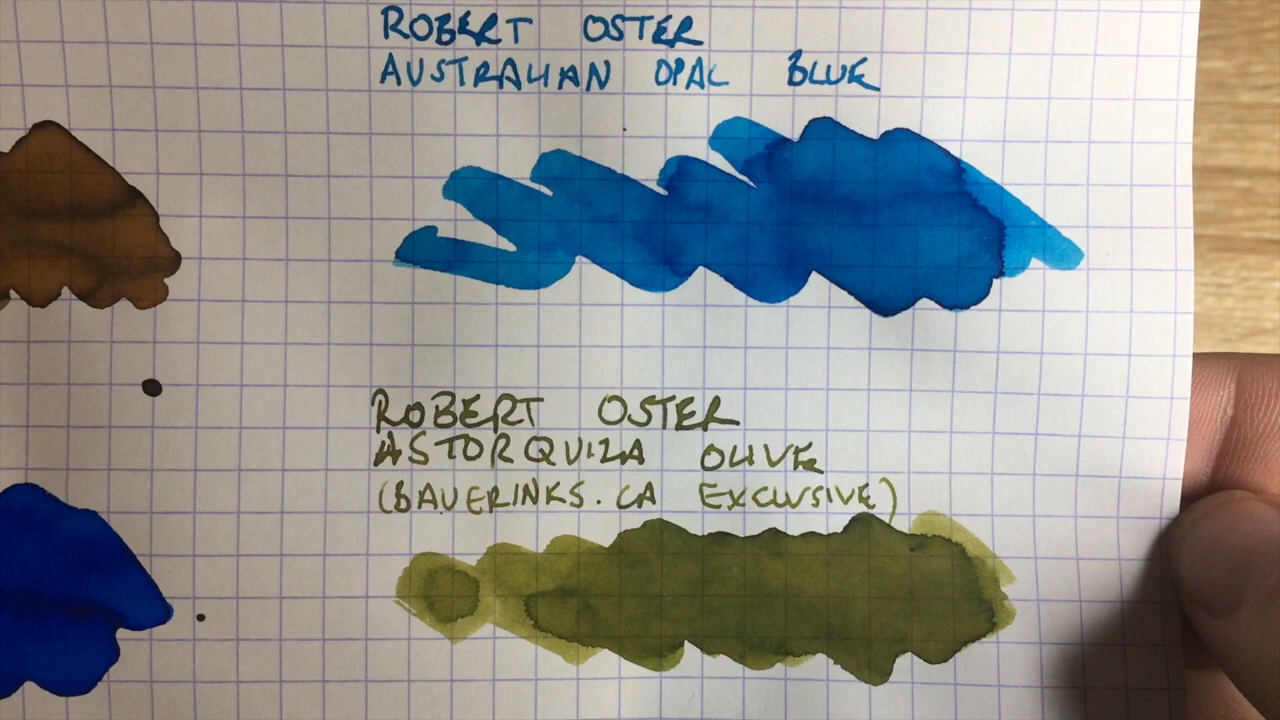 ROBERT OSTER
AUSTRALIAN OPAL BLUE
ROBERT OSTER
ASTORQUIZA OLIVE
(BAUERINKS.CA EXCLUSIVE)